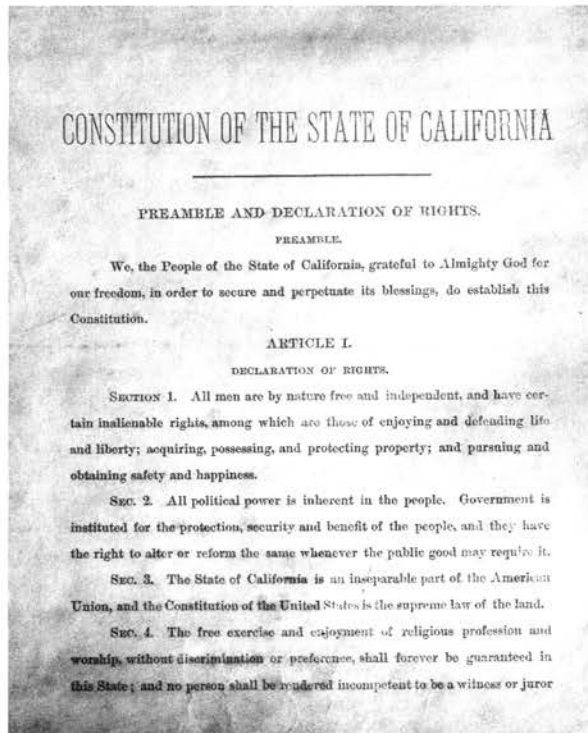 CONSTITUTION OF THE STATE OF CALIFORNIA
PREAMBLE AND DECLARATION OF RIGHTS.
PREAMBLE.
We, the People of the State of California, grateful to Almighty God for
our freedom, in order to secure and perpetuate its blessings, do establish this
Constitution.
ARTICLE I.
DECLARATION OF RIGHTS.
SECTION 1. All men are by nature free and independent, and have cer-
tain inalienable rights, among which are those of enjoying and defending life
and liberty; acquiring, possessing, and protecting property; and pursuing and
obtaining safety and happiness.
SEC. 2. All political power is inherent in the people. Government is
instituted for the protection, security and benefit of the people, and they have
the right to alter or reform the same whenever the public good may require it.
SEC. 3. The State of California is an inseparable part of the American
Union, and the Constitution of the United States is the supreme law of the land.
SEC. 4. The free exercise and enjoyment of religious profession and
worship, without discrimination or preference, shall forever be guaranteed in
this State; and no person shall be rendered incompetent to be a witness or juror